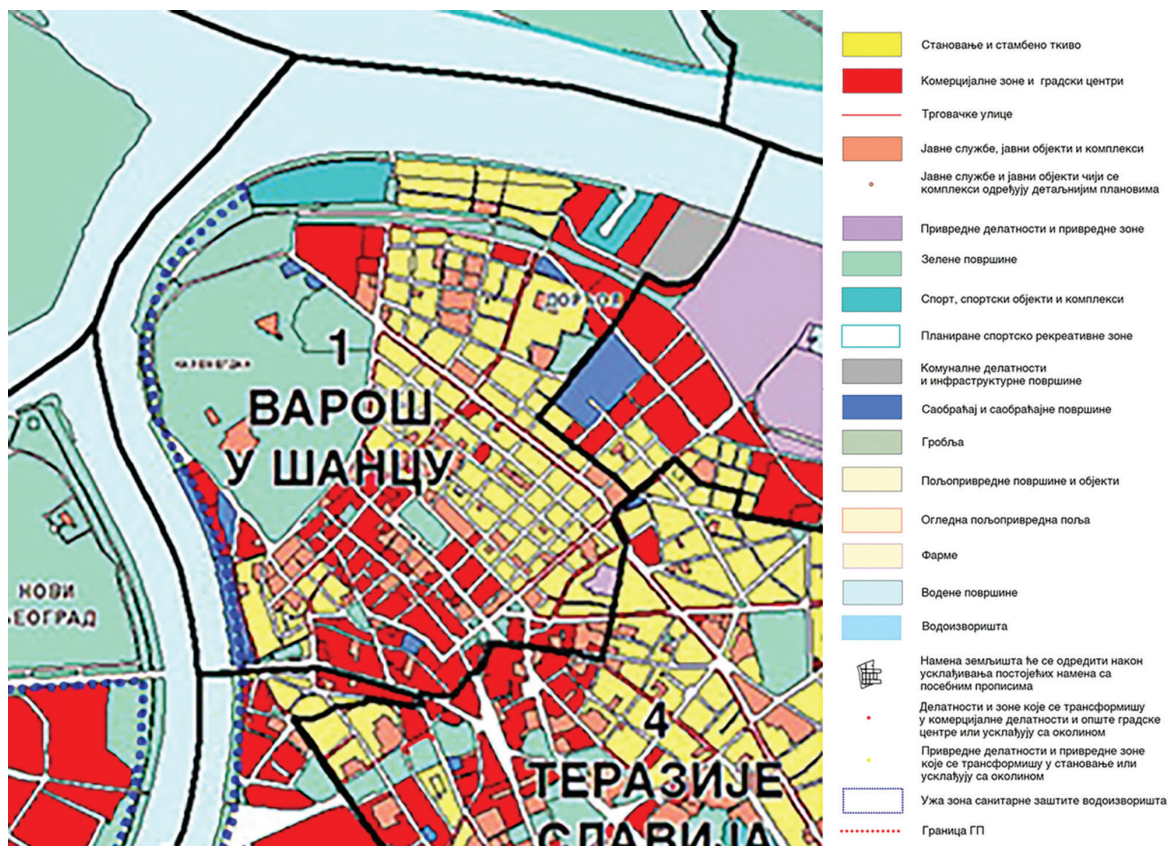 1
ВАРОШ
У ШАНЦУ
ДОРЋОЛ
НОВИ
БЕОГРАД
4
ТЕРАЗИЈЕ
СЛАВИЈА
Становање и стамбено ткиво
Комерцијалне зоне и градски центри
Трговачке улице
Јавне службе, јавни објекти и комплекси
Јавне службе и јавни објекти чији се
комплекси одређују детаљнијим плановима
Привредне делатности и привредне зоне
Зелене површине
Спорт, спортски објекти и комплекси
Планиране спортско рекреативне зоне
Комуналне делатности
и инфраструктурне површине
Саобраћај и саобраћајне површине
Гробља
Пољопривредне површине и објекти
Огледна пољопривредна поља
Фарме
Водене површине
Водоизворишта
Намена земљишта ће се одредити након
усклађивања постојећих намена са
посебним прописима
Делатности и зоне које се трансформишу
у комерцијалне делатности и опште градске
центре или усклађују са околином
Привредне делатности и привредне зоне
које се трансформишу у становање или
усклађују са околином
Ужа зона санитарне заштите водоизворишта
Граница ГП